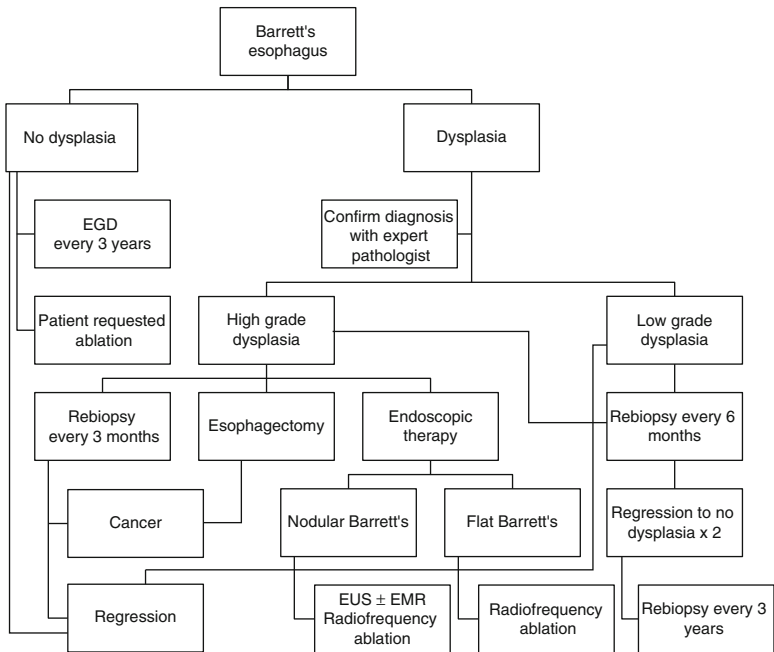 Barrett's
esophagus
No dysplasia
Dysplasia
EGD
every 3 years
Confirm diagnosis
with expert
pathologist
Patient requested
ablation
High grade
dysplasia
Low grade
dysplasia
Rebiopsy
every 3 months
Esophagectomy
Endoscopic
therapy
Rebiopsy every 6
months
Cancer
Nodular Barrett's
Flat Barrett's
Regression to no
dysplasia x 2
Regression
EUS ± EMR
Radiofrequency
ablation
Radiofrequency
ablation
Rebiopsy every 3
years